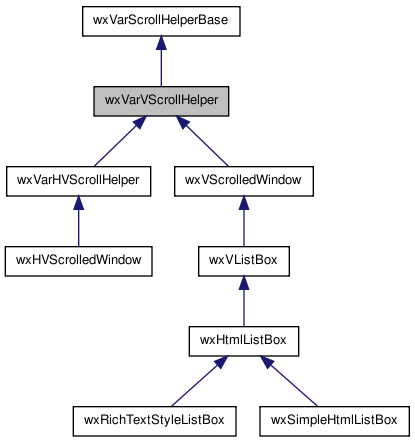 wxVarScrollHelperBase
wxVarVScrollHelper
wxVarHVScrollHelper
wxVScrolledWindow
wxHVScrolledWindow
wxVListBox
wxHtmlListBox
wxRichTextStyleListBox
wxSimpleHtmlListBox